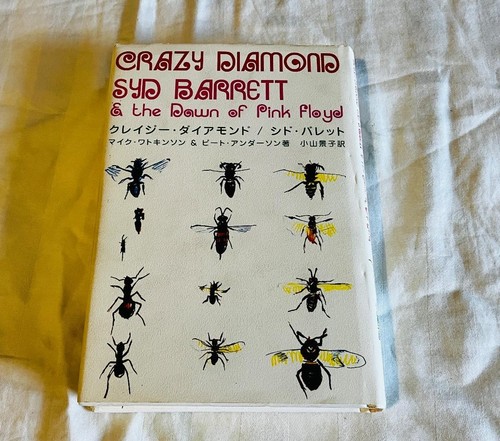 CRAZY DIAMOND
SYD BARRETT
& the Dawn of Pink Floyd
クレイジー・ダイアモンド / シド・バレット
マイク・ワトキンソン & ピート・アンダーソン著 小山景子訳